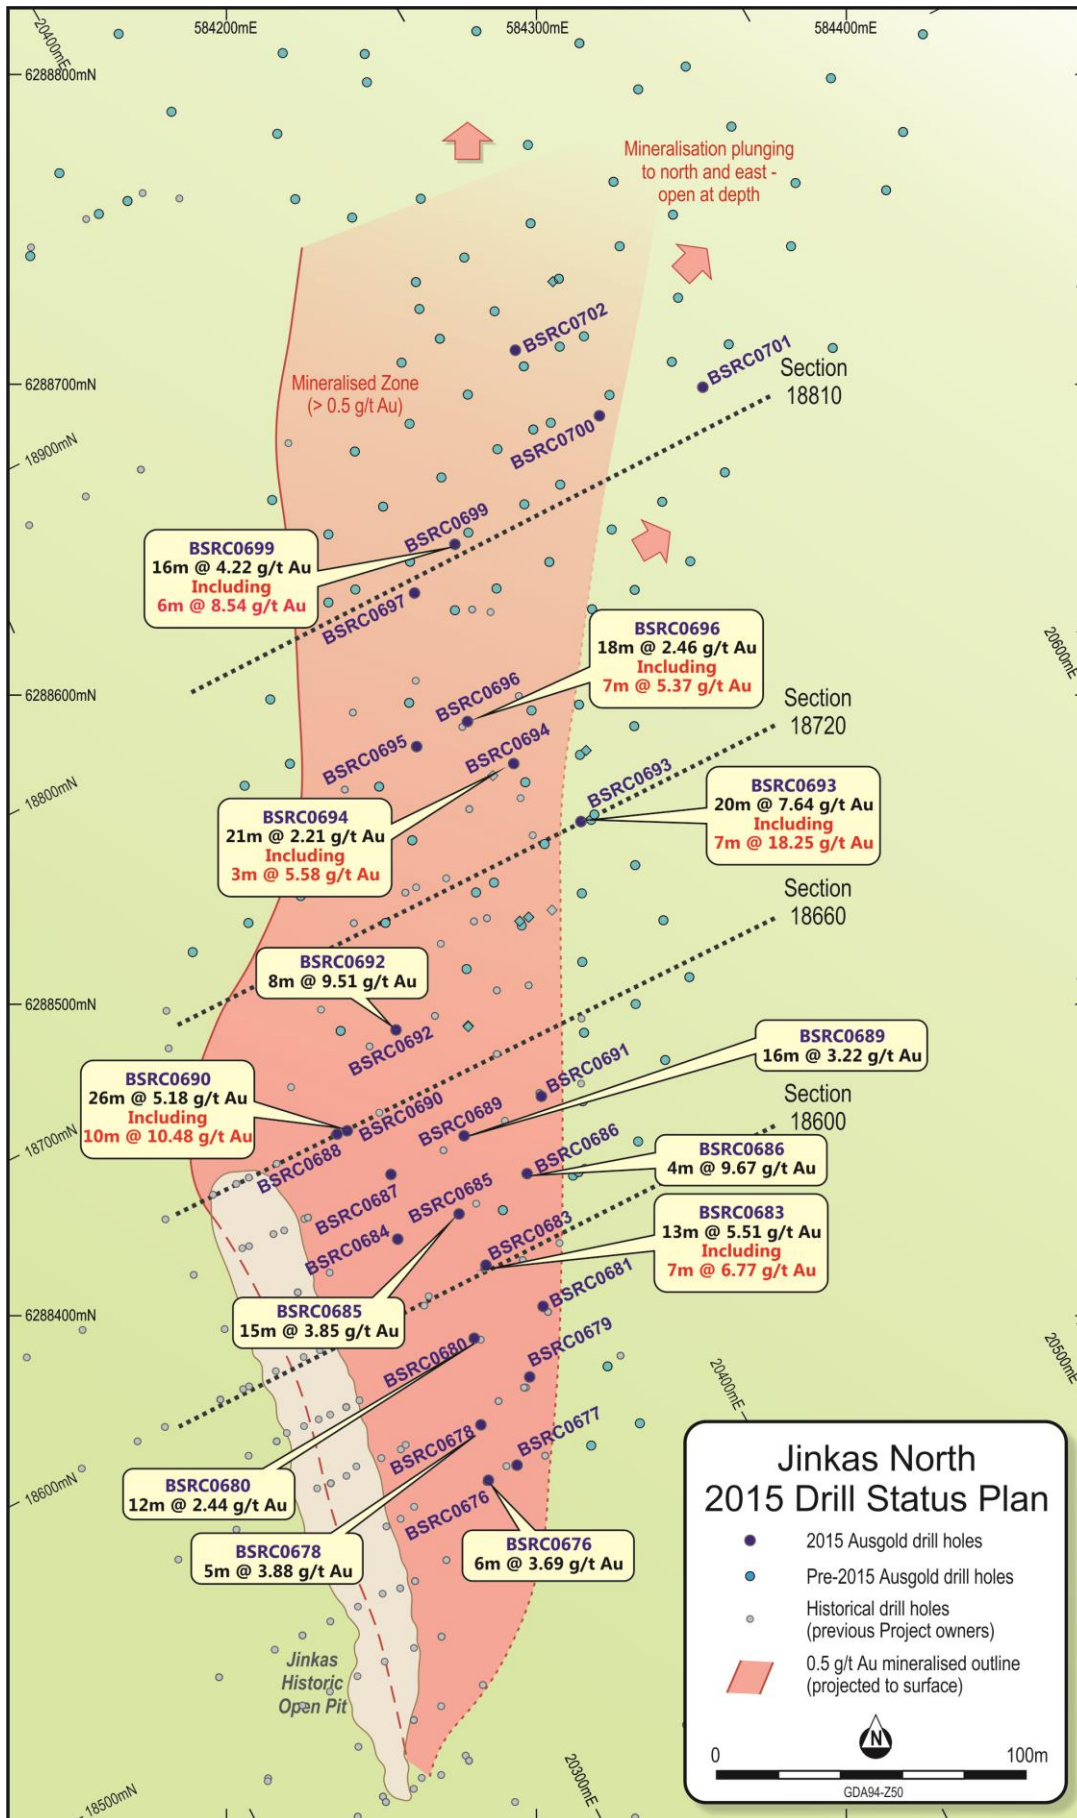 20400mE
584200mE
584300mE
584400mE
20200mE
6288800mN
Mineralisation plunging
to north and east -
open at depth
BSRC0702
BSRC0701
6288700mN
Mineralised Zone
(> 0.5 g/t Au)
Section
18810
BSRC0700
18900mN
BSRC0699
BSRC0699
16m @ 4.22 g/t Au
Including
6m @ 8.54 g/t Au
BSRC0697
BSRC0696
18m @ 2.46 g/t Au
Including
7m @ 5.37 g/t Au
20600mE
6288600mN
BSRC0696
Section
18720
BSRC0695
BSRC0694
BSRC0693
18800mN
BSRC0694
21m @ 2.21 g/t Au
Including
3m @ 5.58 g/t Au
BSRC0693
20m @ 7.64 g/t Au
Including
7m @ 18.25 g/t Au
Section
18660
BSRC0692
8m @ 9.51 g/t Au
6288500mN
BSRC0692
BSRC0689
16m @ 3.22 g/t Au
BSRC0691
BSRC0690
26m @ 5.18 g/t Au
Including
10m @ 10.48 g/t Au
BSRC0690
BSRC0689
Section
18600
18700mN
BSRC0688
BSRC0686
BSRC0686
4m @ 9.67 g/t Au
BSRC0687
BSRC0685
BSRC0684
BSRC0683
BSRC0683
13m @ 5.51 g/t Au
Including
7m @ 6.77 g/t Au
BSRC0681
6288400mN
BSRC0685
15m @ 3.85 g/t Au
BSRC0680
BSRC0679
20400mE
20500mE
BSRC0678
BSRC0677
BSRC0680
12m @ 2.44 g/t Au
18600mN
BSRC0676
BSRC0678
5m @ 3.88 g/t Au
BSRC0676
6m @ 3.69 g/t Au
Jinkas
Historic
Open Pit
18500mN
20300mE
Jinkas North
2015 Drill Status Plan
2015 Ausgold drill holes
Pre-2015 Ausgold drill holes
Historical drill holes
(previous Project owners)
0.5 g/t Au mineralised outline
(projected to surface)
N
0
100m
GDA94-Z50